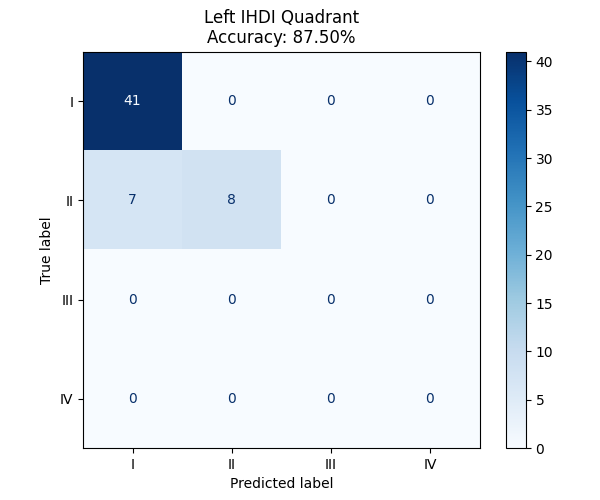 Left IHDI Quadrant
Accuracy: 87.50%
I 41 0 0 0
II 7 8 0 0
III 0 0 0 0
IV 0 0 0 0
I II III IV
Predicted label
True label
40
35
30
25
20
15
10
5
0